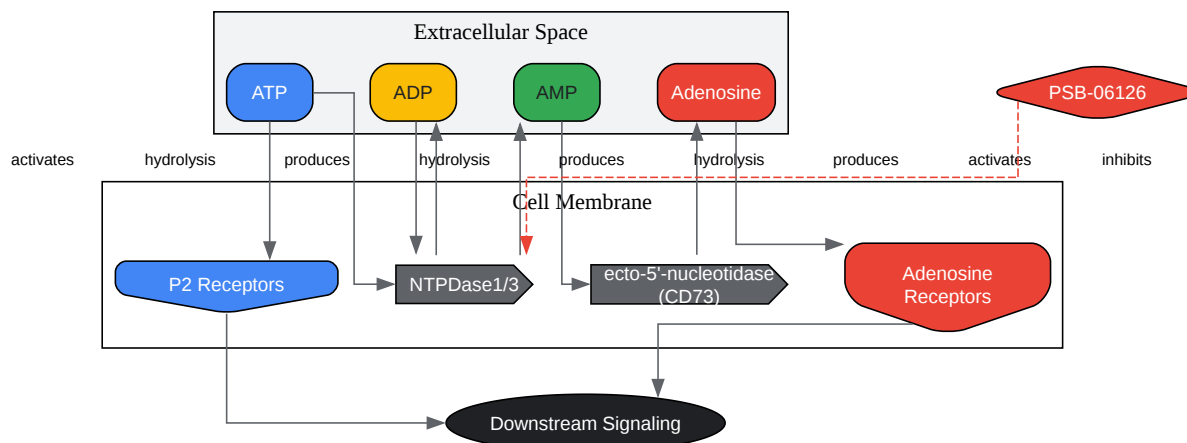 Extracellular Space
ATP
ADP
AMP
Adenosine
PSB-06126
activates
hydrolysis
produces
hydrolysis
produces
hydrolysis
produces
activates
inhibits
Cell Membrane
P2 Receptors
NTPDase1/3
ecto-5'-nucleotidase
(CD73)
Adenosine
Receptors
Downstream Signaling